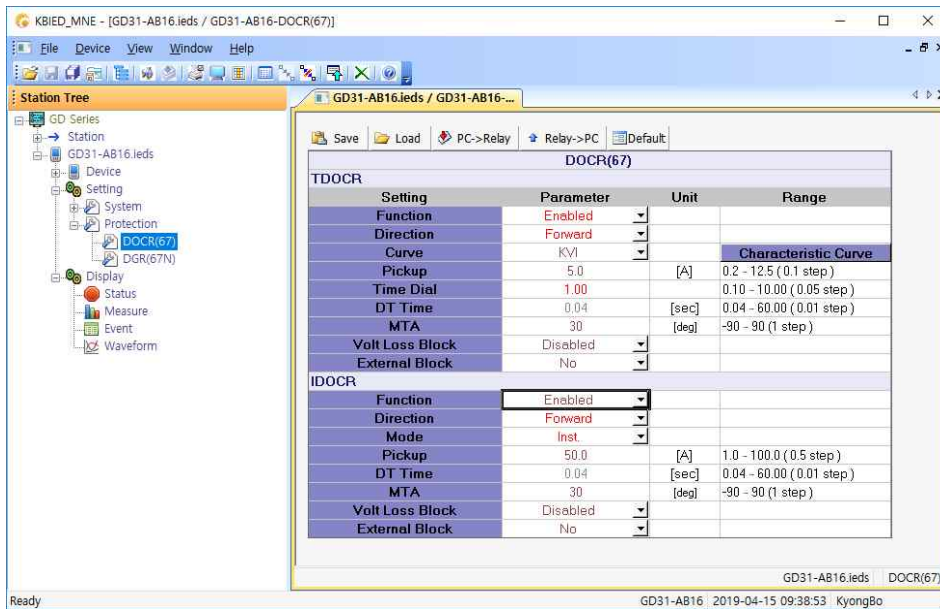 KBIED_MNE - [GD31-AB16.ieds / GD31-AB16-DOCR(67)]
File Device View Window Help
Station Tree
GD31-AB16.ieds / GD31-AB16-...
GD Series
Station
GD31-AB16.ieds
Device
Setting
System
Protection
DOCR(67)
DGR(67N)
Display
Status
Measure
Event
Waveform
Save Load PC->Relay Relay->PC Default
DOCR(67)
TDOCR
Setting Parameter Unit Range
Function Enabled
Direction Forward
Curve KVI Characteristic Curve
Pickup 5.0 [A] 0.2 - 12.5 ( 0.1 step )
Time Dial 1.00 0.10 - 10.00 ( 0.05 step )
DT Time 0.04 [sec] 0.04 - 60.00 ( 0.01 step )
MTA 30 [deg] -90 - 90 (1 step )
Volt Loss Block Disabled
External Block No
IDOCR
Function Enabled
Direction Forward
Mode Inst.
Pickup 50.0 [A] 1.0 - 100.0 ( 0.5 step )
DT Time 0.04 [sec] 0.04 - 60.00 ( 0.01 step )
MTA 30 [deg] -90 - 90 (1 step )
Volt Loss Block Disabled
External Block No
GD31-AB16.ieds DOCR(67)
Ready GD31-AB16 2019-04-15 09:38:53 KyongBo